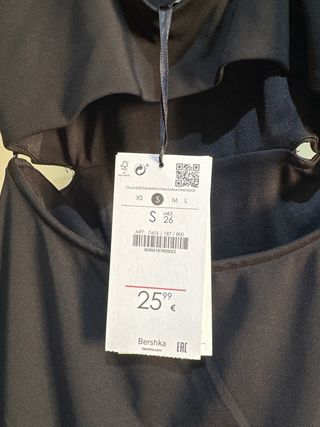 XS S M L
S MEX 26
ART. 0456 / 187 / 800
25.99 €
Bershka
bershka.com
EAC